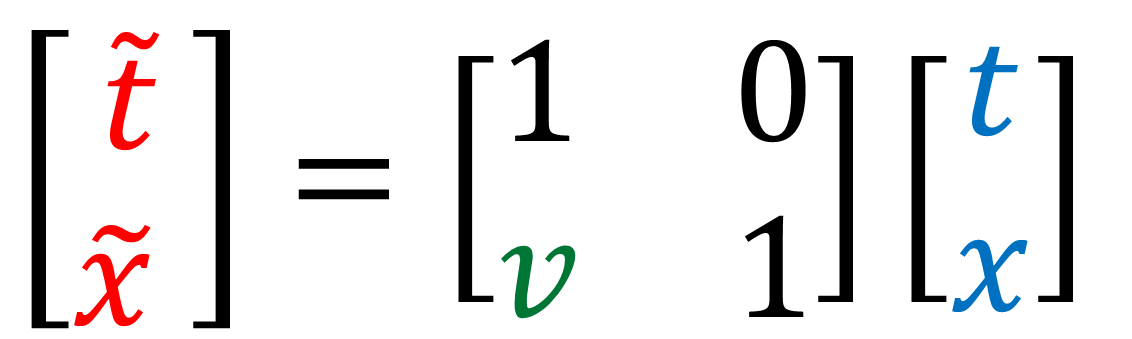 [t̃] = [1 0] [t]
[x̃] [v 1] [x]